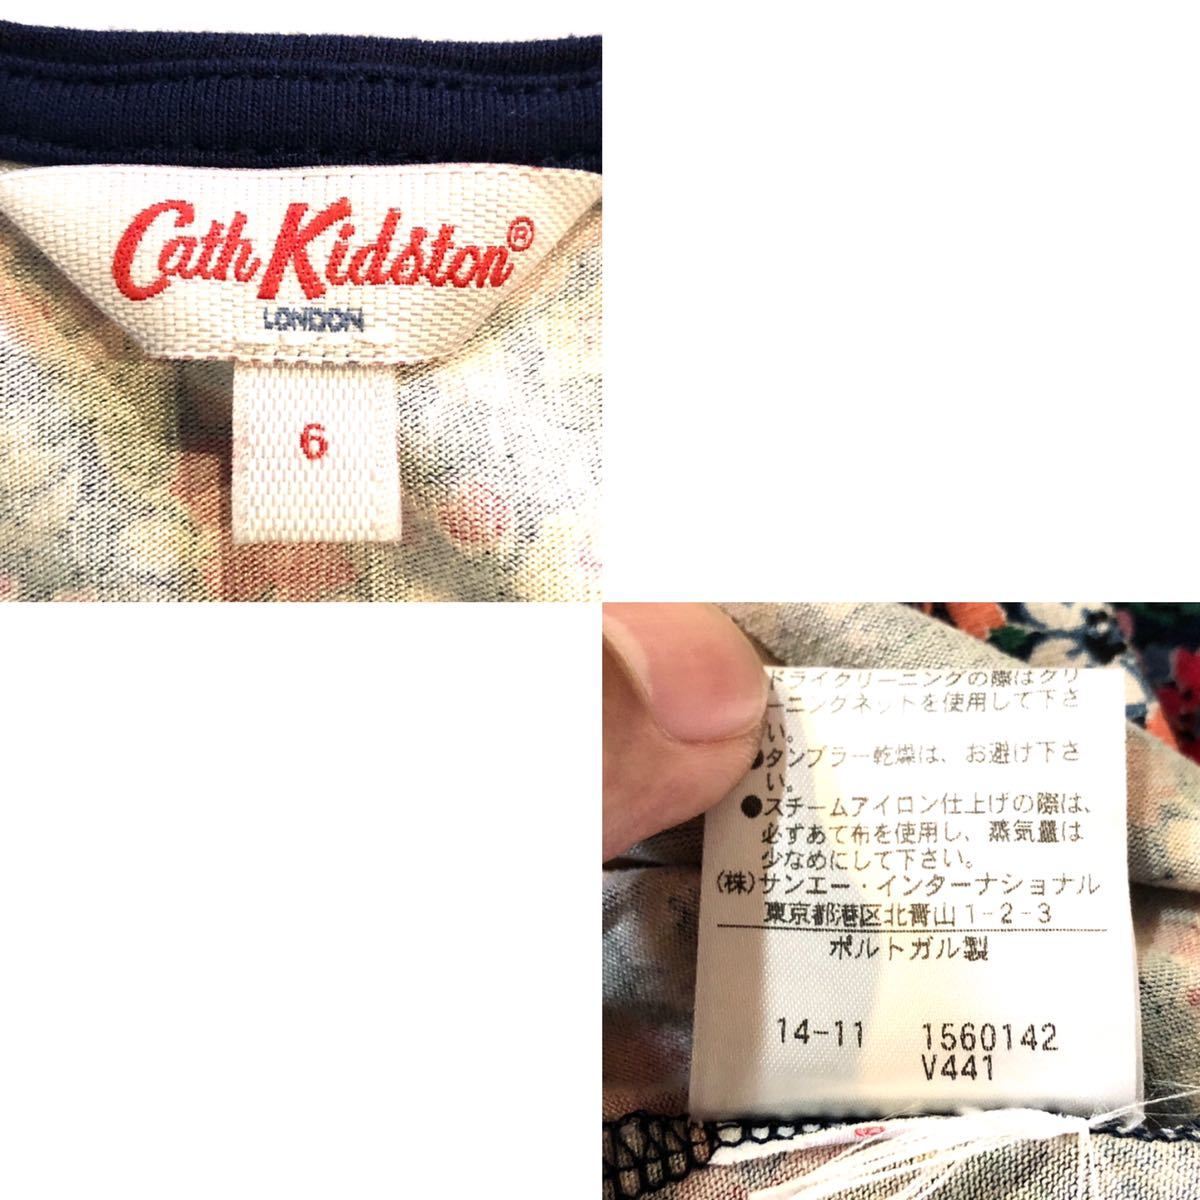 Cath Kidston®
LONDON
6
ドライクリーニングの際はクリ
ーニングネットを使用して下さ
い。
●タンブラー乾燥は、お避け下さ
い。
●スチームアイロン仕上げの際は、
必ずあて布を使用し、蒸気量は
少なめにして下さい。
(株)サンエー・インターナショナル
東京都港区北青山1-2-3
ポルトガル製
14-11 1560142
V441